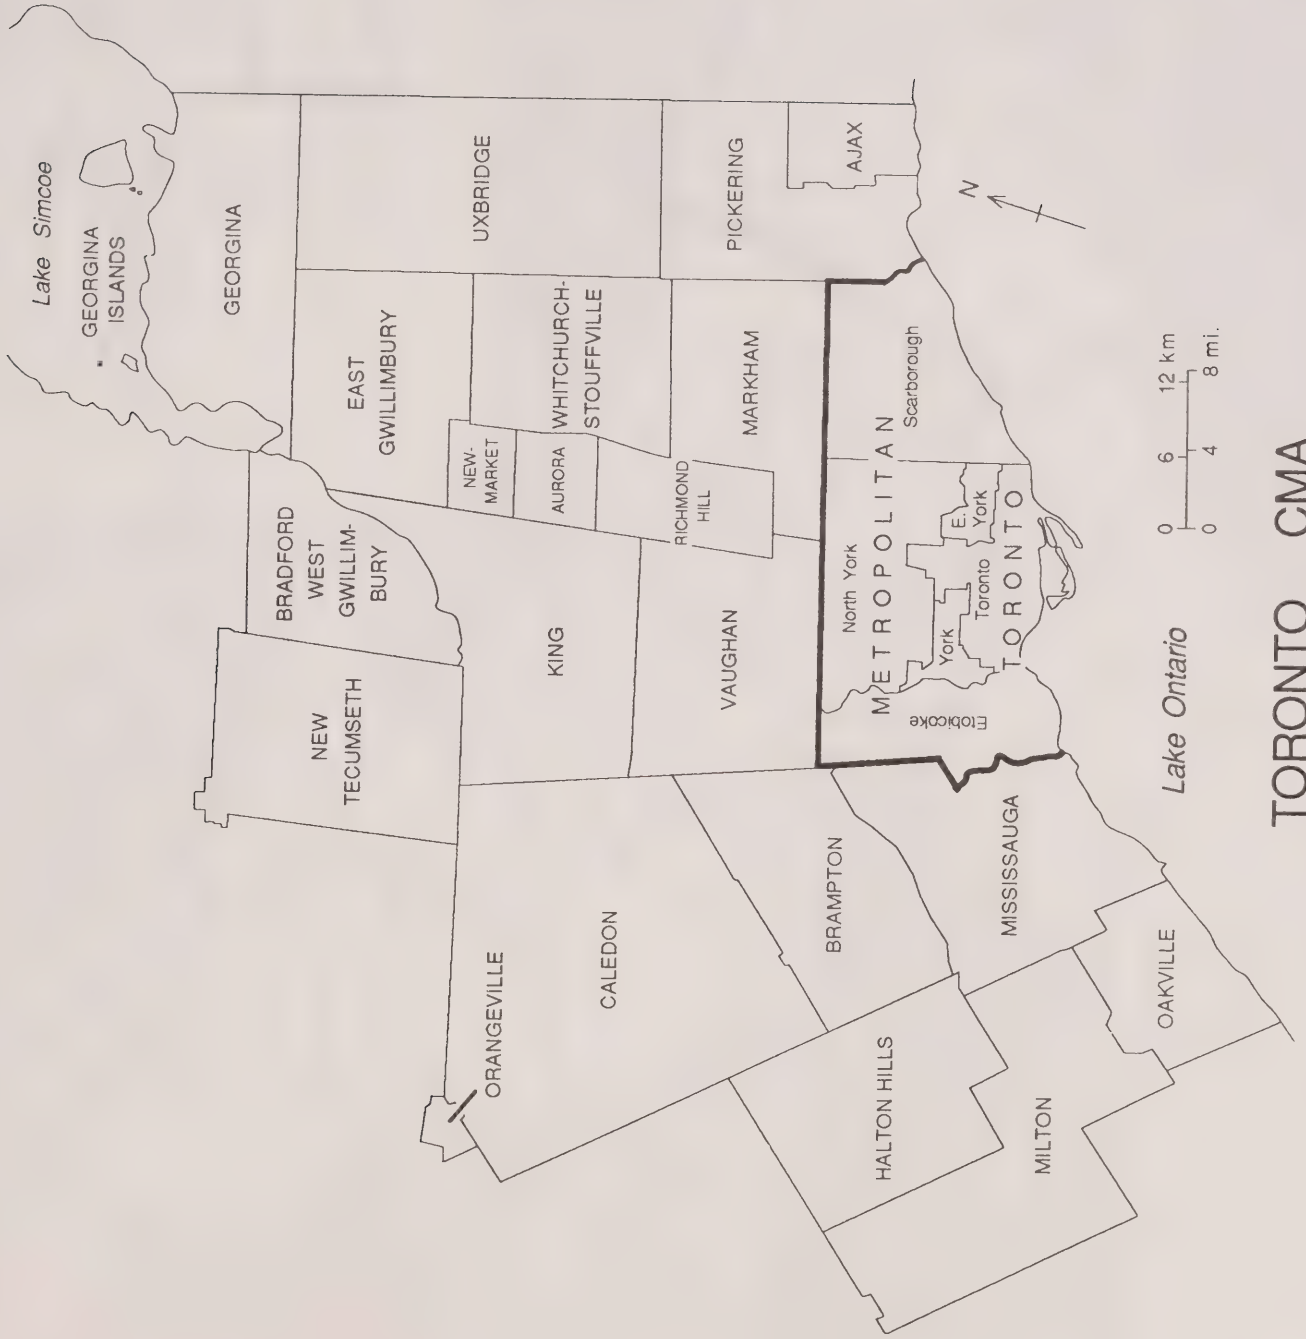 Lake Simcoe
GEORGINA
ISLANDS
GEORGINA
UXBRIDGE
EAST
GWILLIMBURY
WHITCHURCH-
STOUFFVILLE
NEW-
MARKET
AURORA
RICHMOND
HILL
MARKHAM
PICKERING
AJAX
BRADFORD
WEST
GWILLIM-
BURY
NEW
TECUMSETH
KING
VAUGHAN
ORANGEVILLE
CALEDON
BRAMPTON
MISSISSAUGA
HALTON HILLS
MILTON
OAKVILLE
METROPOLITAN
TORONTO
North York
Scarborough
E.
York
York
Toronto
Etobicoke
N
Lake Ontario
0 6 12 km
0 4 8 mi.
TORONTO CMA